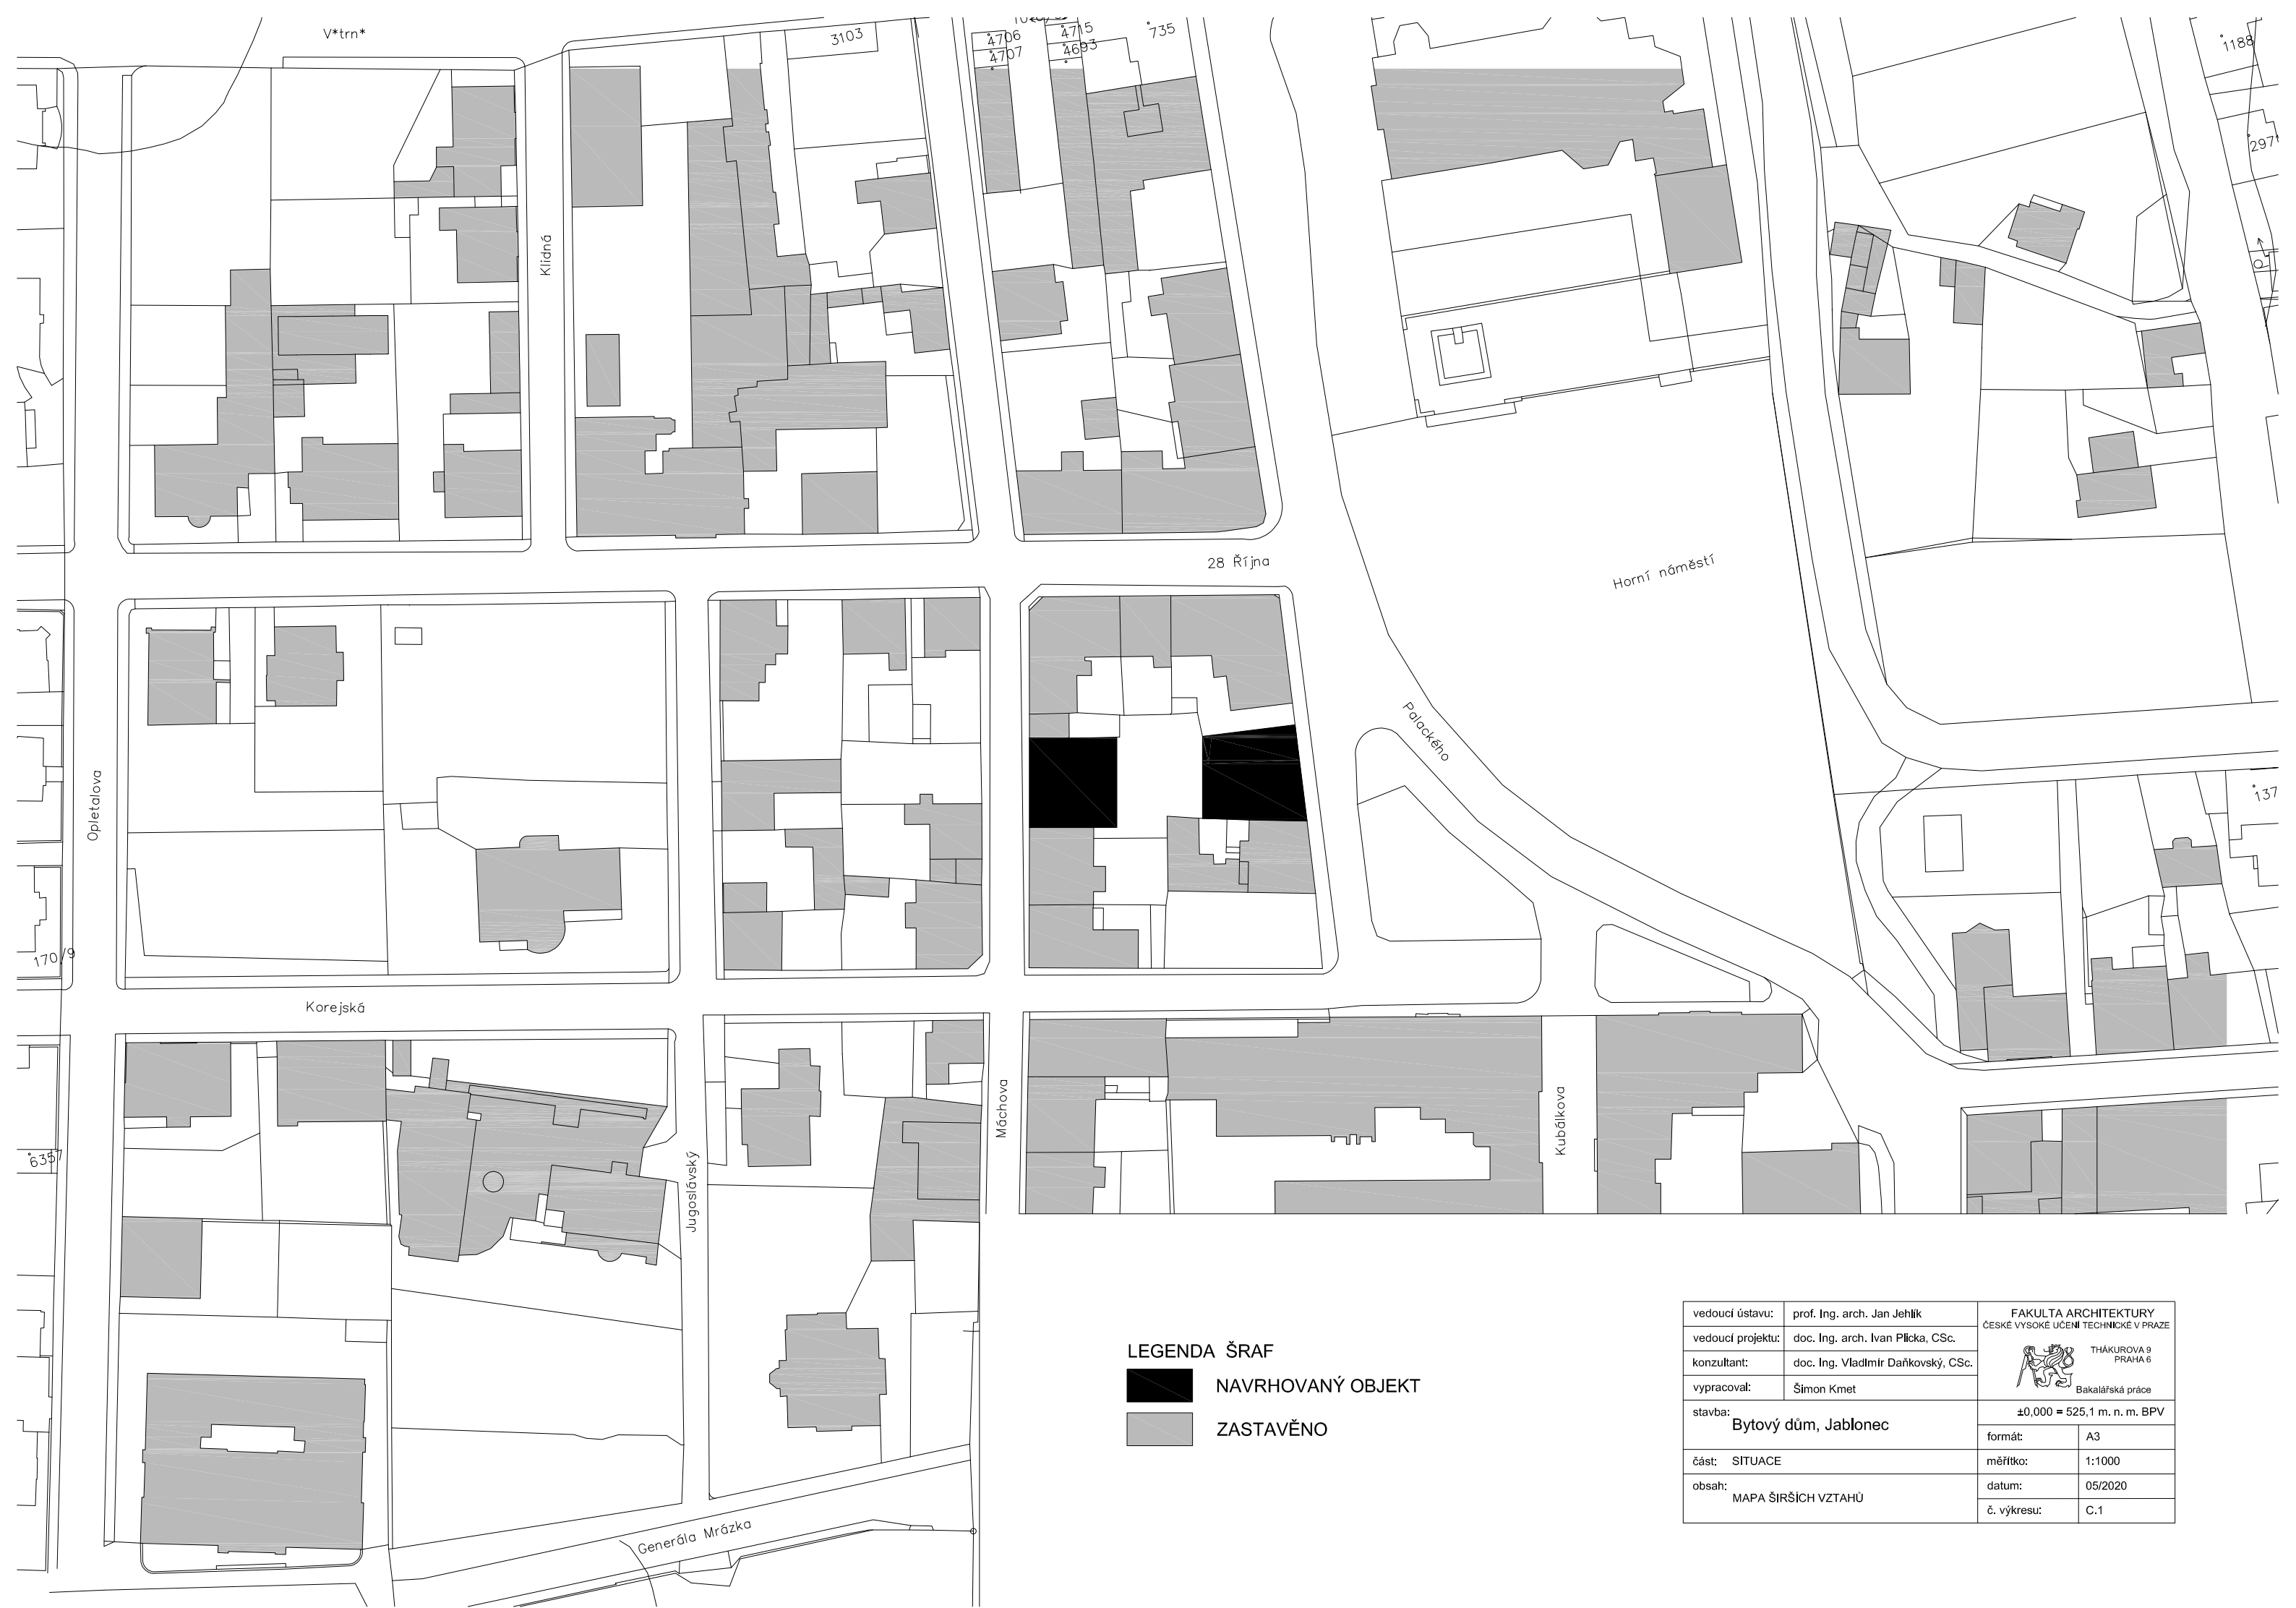 V*trn*
3103
4706
4707
4715
4693
735
1188
Klidná
28 Října
Horní náměstí
Palackého
Opletalova
137
170/9
Korejská
Máchova
Kubálkova
6357
Jugoslávský
Generála Mrázka
LEGENDA ŠRAF
NAVRHOVANÝ OBJEKT
ZASTAVĚNO
vedoucí ústavu: prof. Ing. arch. Jan Jehlík
vedoucí projektu: doc. Ing. arch. Ivan Plicka, CSc.
konzultant: doc. Ing. Vladimír Daňkovský, CSc.
vypracoval: Šimon Kmet
FAKULTA ARCHITEKTURY
ČESKÉ VYSOKÉ UČENÍ TECHNICKÉ V PRAZE
THÁKUROVA 9
PRAHA 6
Bakalářská práce
stavba: Bytový dům, Jablonec
±0,000 = 525,1 m. n. m. BPV
formát: A3
část: SITUACE
měřítko: 1:1000
obsah: MAPA ŠIRŠÍCH VZTAHŮ
datum: 05/2020
č. výkresu: C.1